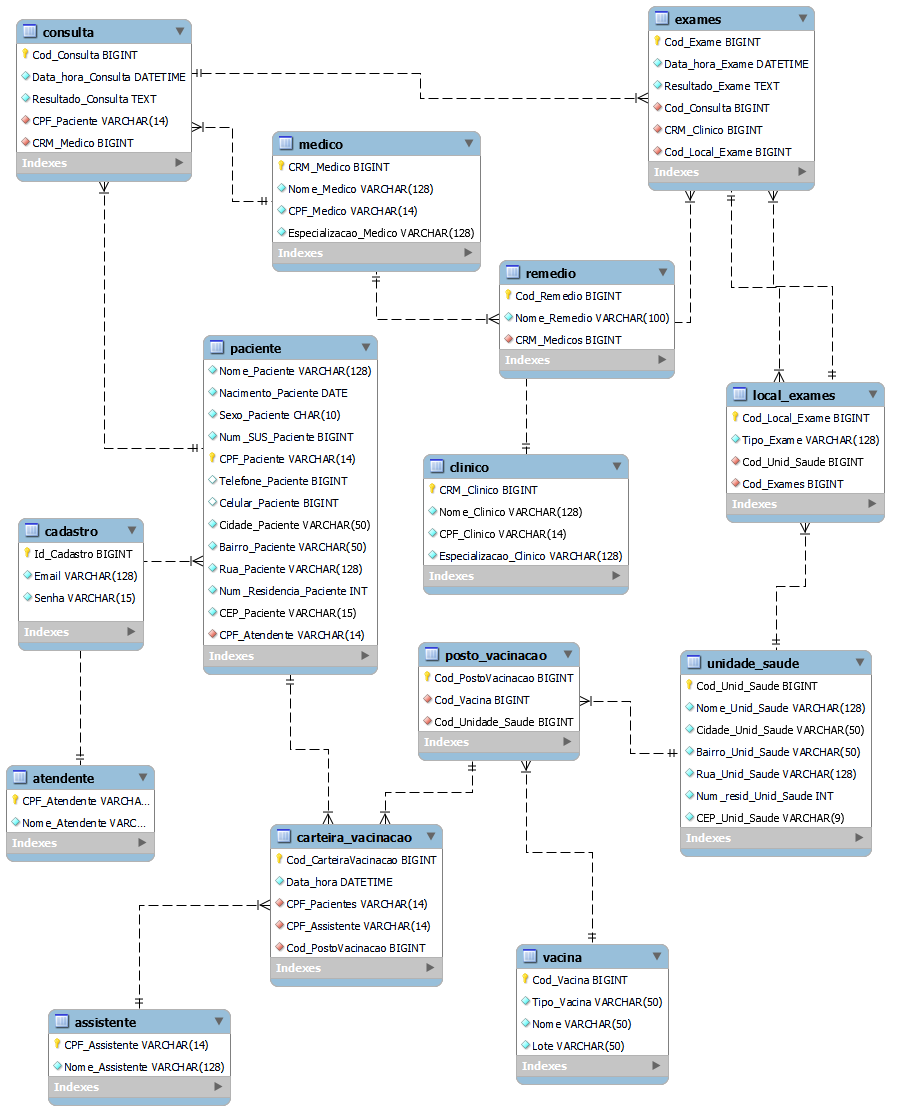 consulta
Cod_Consulta BIGINT
Data_hora_Consulta DATETIME
Resultado_Consulta TEXT
CPF_Paciente VARCHAR(14)
CRM_Medico BIGINT
Indexes
exames
Cod_Exame BIGINT
Data_hora_Exame DATETIME
Resultado_Exame TEXT
Cod_Consulta BIGINT
CRM_Clinico BIGINT
Cod_Local_Exame BIGINT
Indexes
medico
CRM_Medico BIGINT
Nome_Medico VARCHAR(128)
CPF_Medico VARCHAR(14)
Especializacao_Medico VARCHAR(128)
Indexes
remedio
Cod_Remedio BIGINT
Nome_Remedio VARCHAR(100)
CRM_Medicos BIGINT
Indexes
paciente
Nome_Paciente VARCHAR(128)
Nacimento_Paciente DATE
Sexo_Paciente CHAR(10)
Num_SUS_Paciente BIGINT
CPF_Paciente VARCHAR(14)
Telefone_Paciente BIGINT
Celular_Paciente BIGINT
Cidade_Paciente VARCHAR(50)
Bairro_Paciente VARCHAR(50)
Rua_Paciente VARCHAR(128)
Num_Residencia_Paciente INT
CEP_Paciente VARCHAR(15)
CPF_Atendente VARCHAR(14)
Indexes
local_exames
Cod_Local_Exame BIGINT
Tipo_Exame VARCHAR(128)
Cod_Unid_Saude BIGINT
Cod_Exames BIGINT
Indexes
clinico
CRM_Clinico BIGINT
Nome_Clinico VARCHAR(128)
CPF_Clinico VARCHAR(14)
Especializacao_Clinico VARCHAR(128)
Indexes
cadastro
Id_Cadastro BIGINT
Email VARCHAR(128)
Senha VARCHAR(15)
Indexes
posto_vacinacao
Cod_PostoVacinacao BIGINT
Cod_Vacina BIGINT
Cod_Unidade_Saude BIGINT
Indexes
unidade_saude
Cod_Unid_Saude BIGINT
Nome_Unid_Saude VARCHAR(128)
Cidade_Unid_Saude VARCHAR(50)
Bairro_Unid_Saude VARCHAR(50)
Rua_Unid_Saude VARCHAR(128)
Num_resid_Unid_Saude INT
CEP_Unid_Saude VARCHAR(9)
Indexes
atendente
CPF_Atendente VARCHA...
Nome_Atendente VARC...
Indexes
carteira_vacinacao
Cod_CarteiraVacinacao BIGINT
Data_hora DATETIME
CPF_Pacientes VARCHAR(14)
CPF_Assistente VARCHAR(14)
Cod_PostoVacinacao BIGINT
Indexes
vacina
Cod_Vacina BIGINT
Tipo_Vacina VARCHAR(50)
Nome VARCHAR(50)
Lote VARCHAR(50)
Indexes
assistente
CPF_Assistente VARCHAR(14)
Nome_Assistente VARCHAR(128)
Indexes